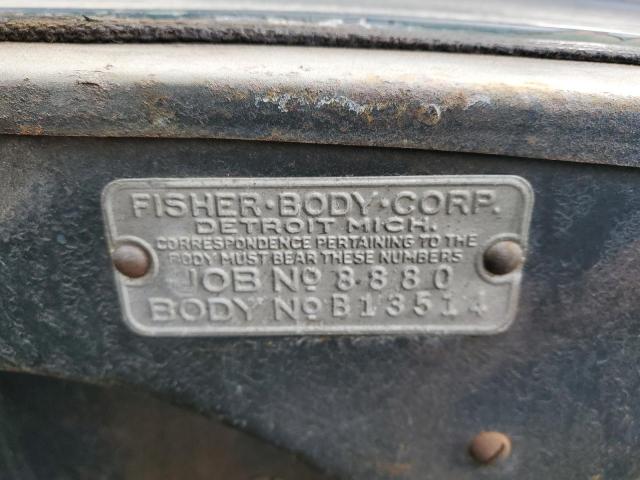 FISHER·BODY·CORP.
DETROIT MICH.
CORRESPONDENCE PERTAINING TO THE
BODY MUST BEAR THESE NUMBERS
JOB NO 8880
BODY NO B13514